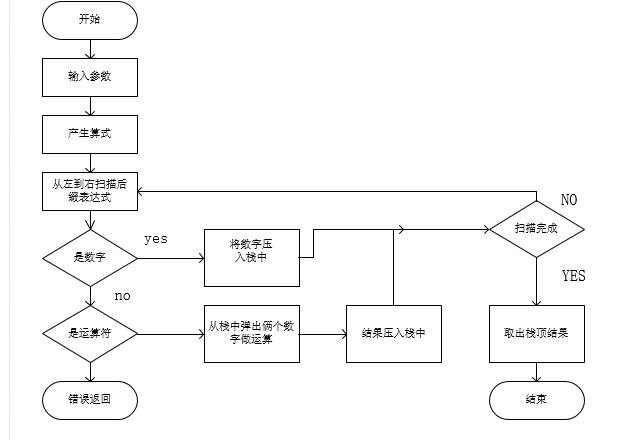 开始
输入参数
产生算式
从左到右扫描后
缀表达式
NO
扫描完成
是数字
yes
将数字压
入栈中
YES
no
是运算符
从栈中弹出俩个数
字做运算
结果压入栈中
取出栈项结果
错误返回
结束